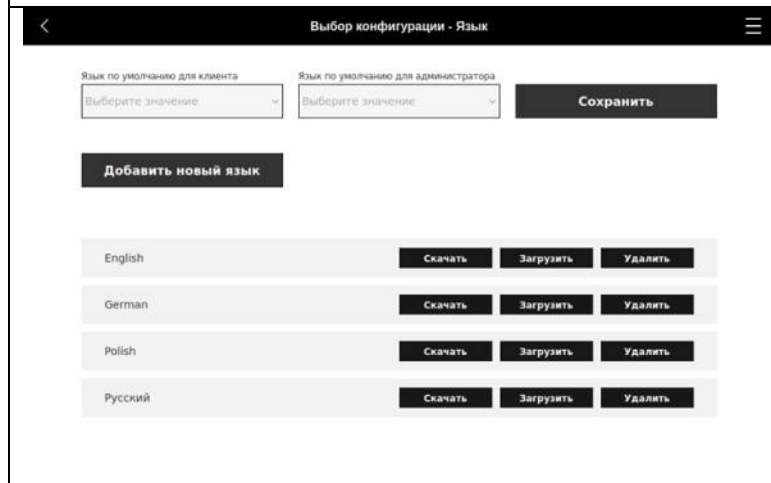 Выбор конфигурации - Язык
Язык по умолчанию для клиента Язык по умолчанию для администратора
Выберите значение Выберите значение Сохранить
Добавить новый язык
English Скачать Загрузить Удалить
German Скачать Загрузить Удалить
Polish Скачать Загрузить Удалить
Русский Скачать Загрузить Удалить